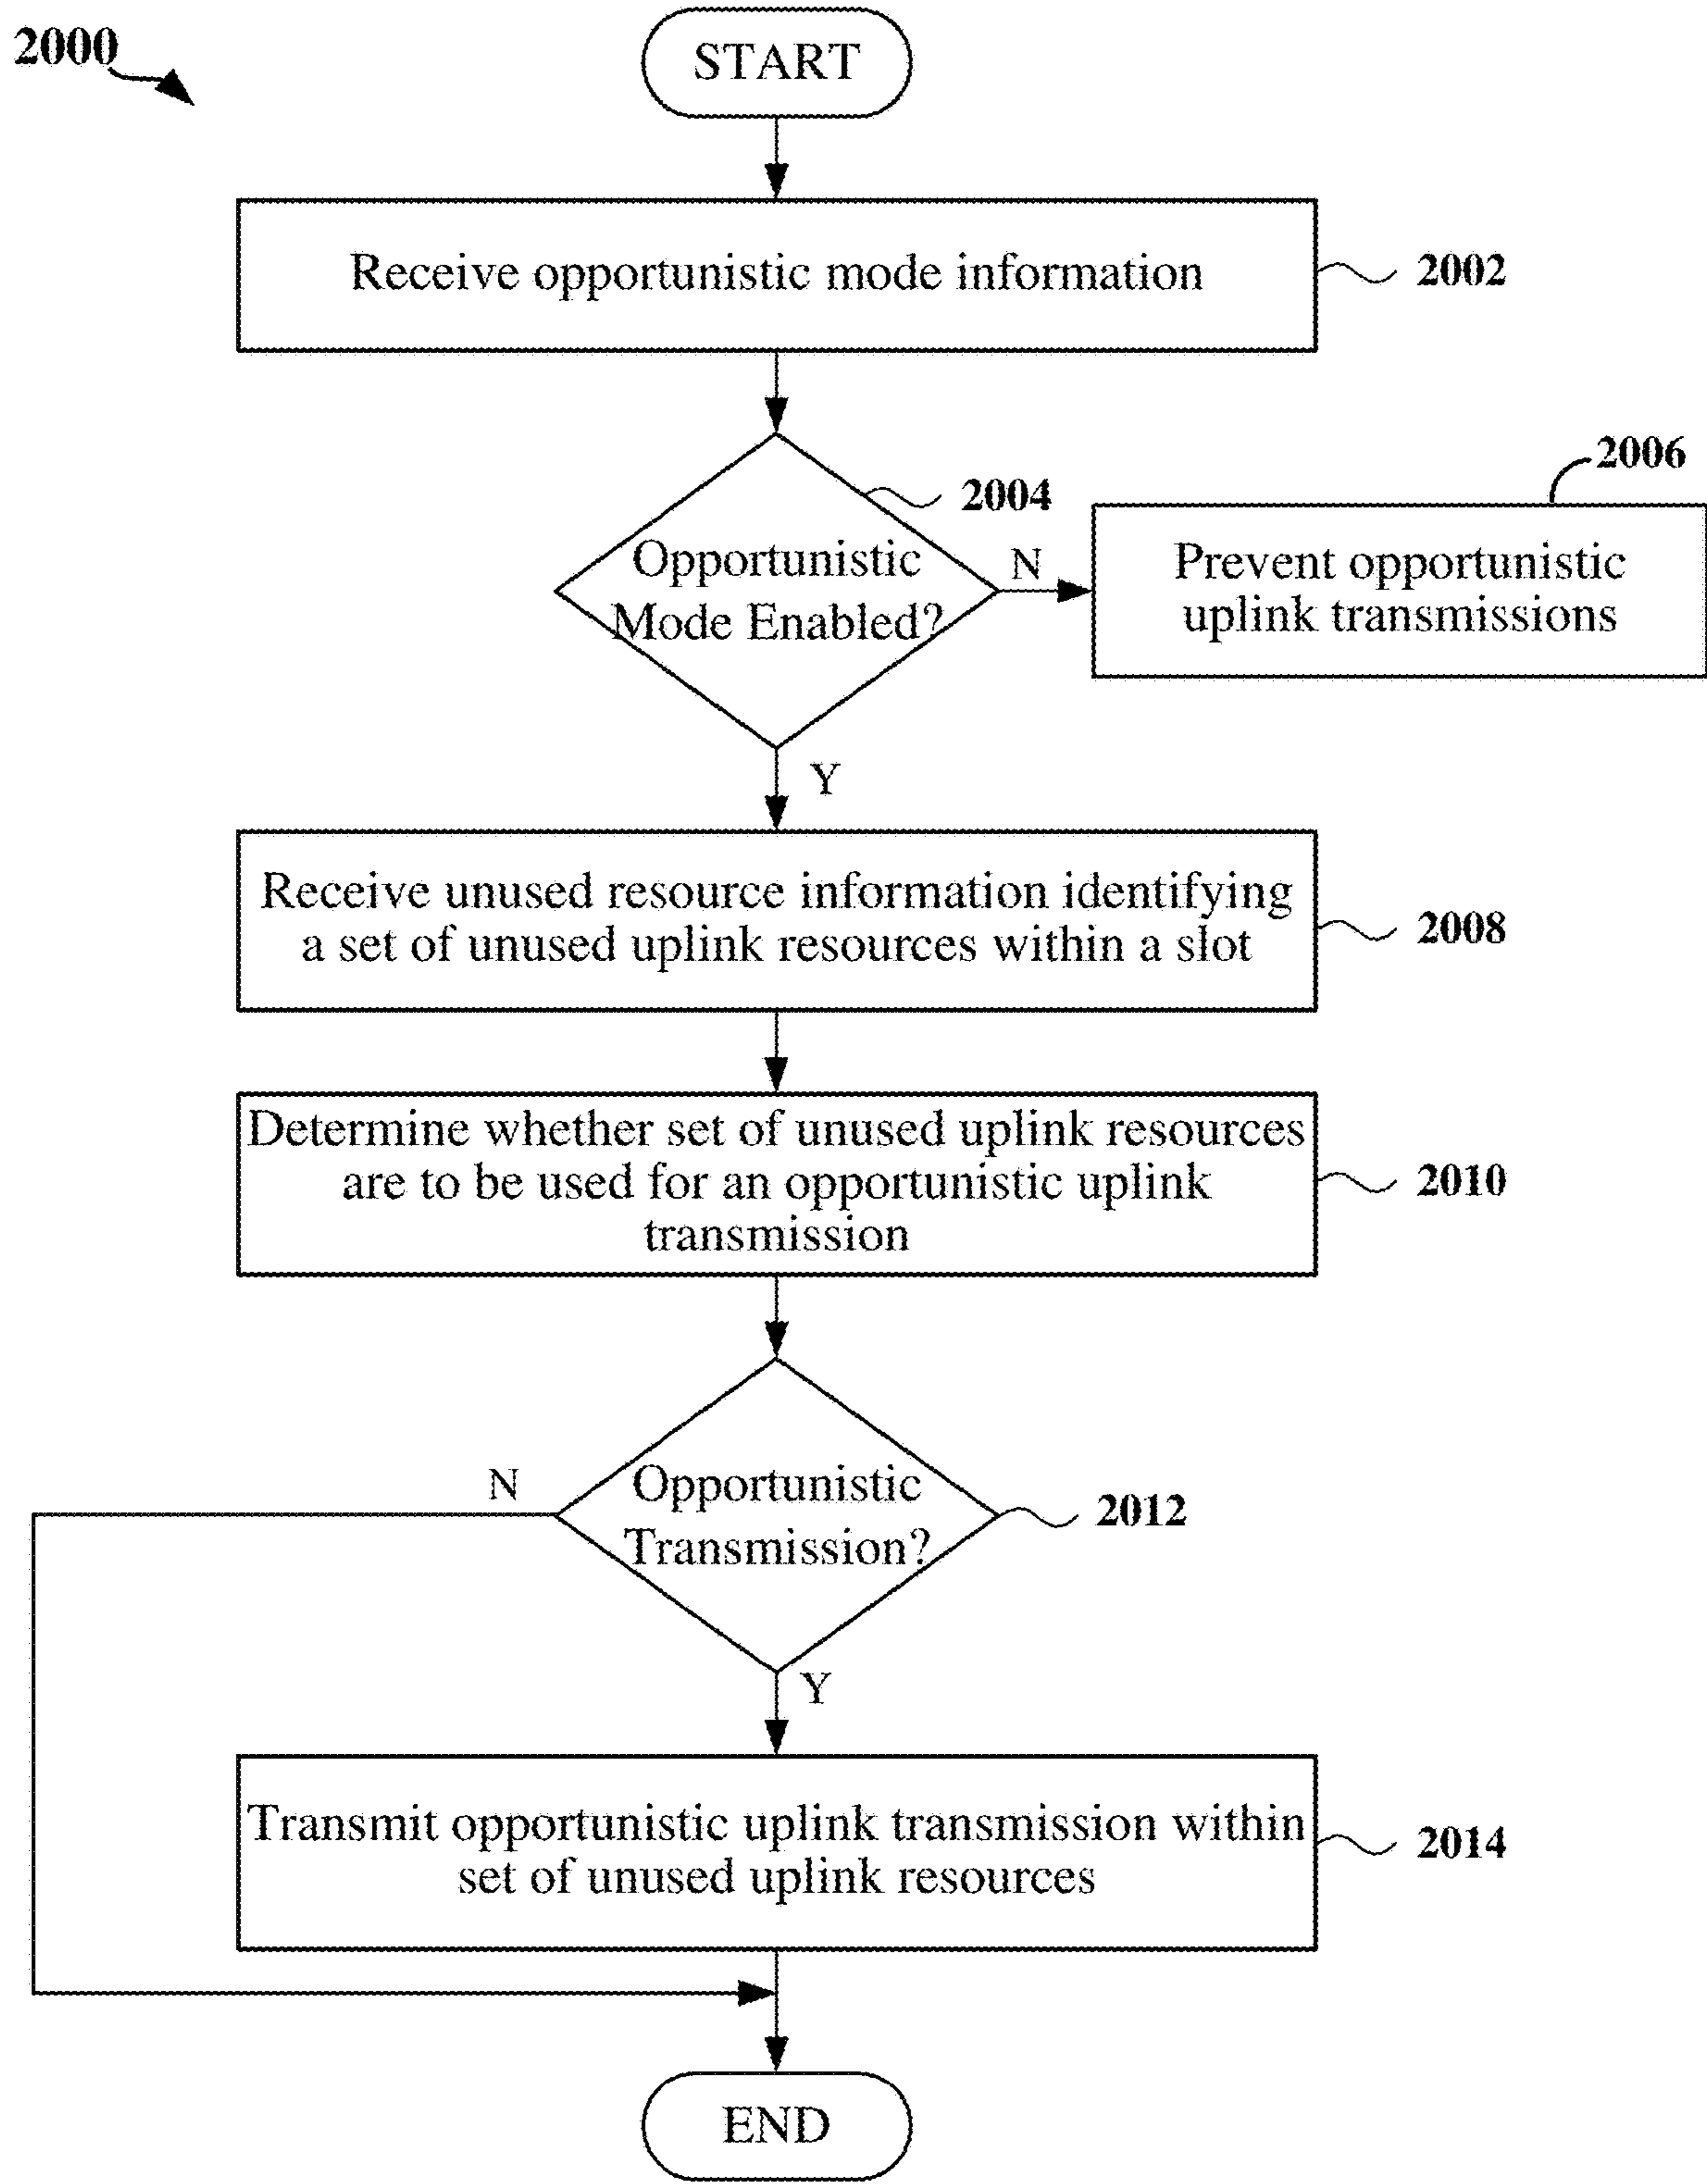 2000
START
Receive opportunistic mode information
2002
2004
Opportunistic
Mode Enabled?
N
2006
Prevent opportunistic
uplink transmissions
Y
Receive unused resource information identifying
a set of unused uplink resources within a slot
2008
Determine whether set of unused uplink resources
are to be used for an opportunistic uplink
transmission
2010
N
Opportunistic
Transmission?
2012
Y
Transmit opportunistic uplink transmission within
set of unused uplink resources
2014
END